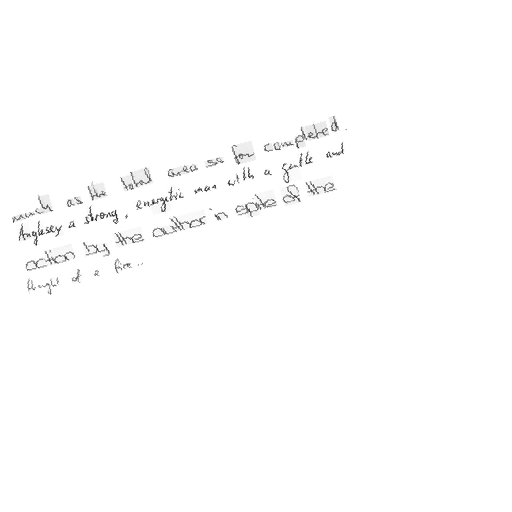 much as the total area so far completed.
Anglesey a strong, energetic man with a gentle and
action by the author in spite of the
thought of a fire..